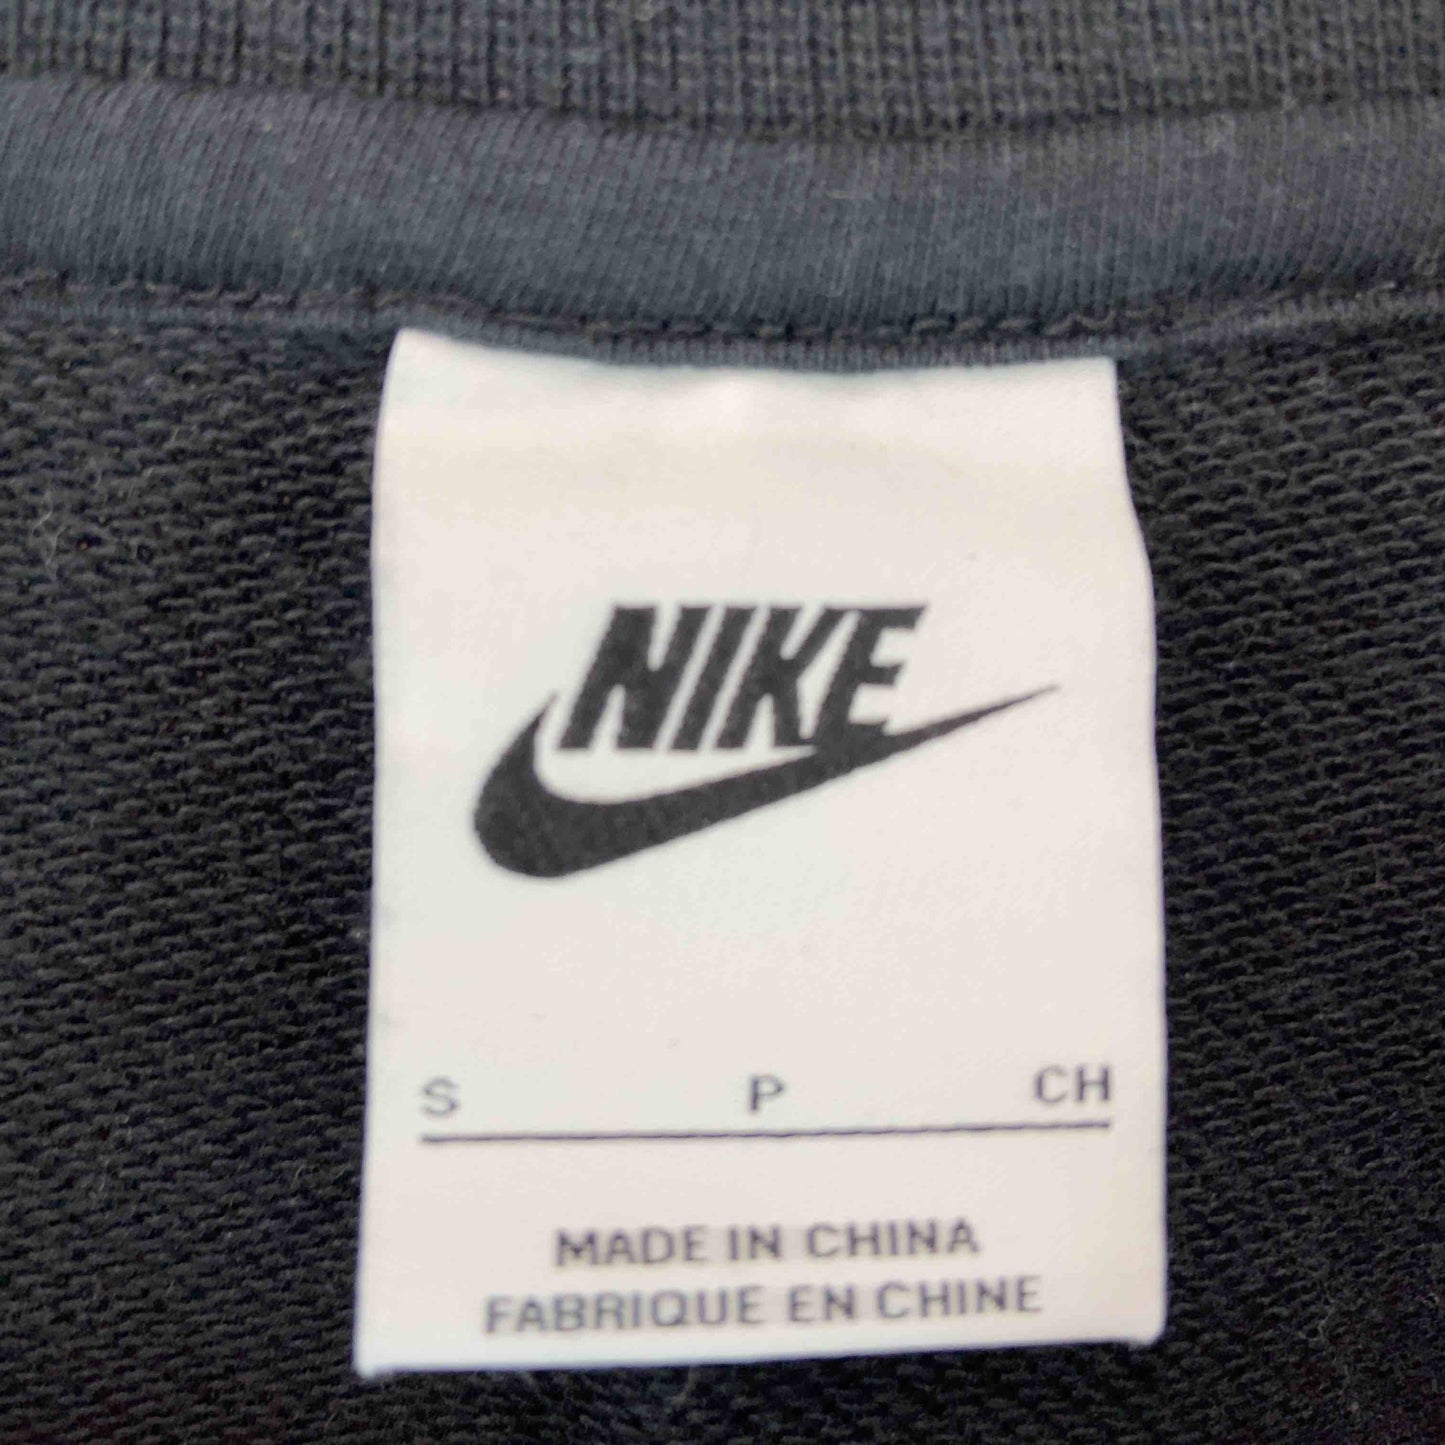 NIKE
S P CH
MADE IN CHINA
FABRIQUE EN CHINE